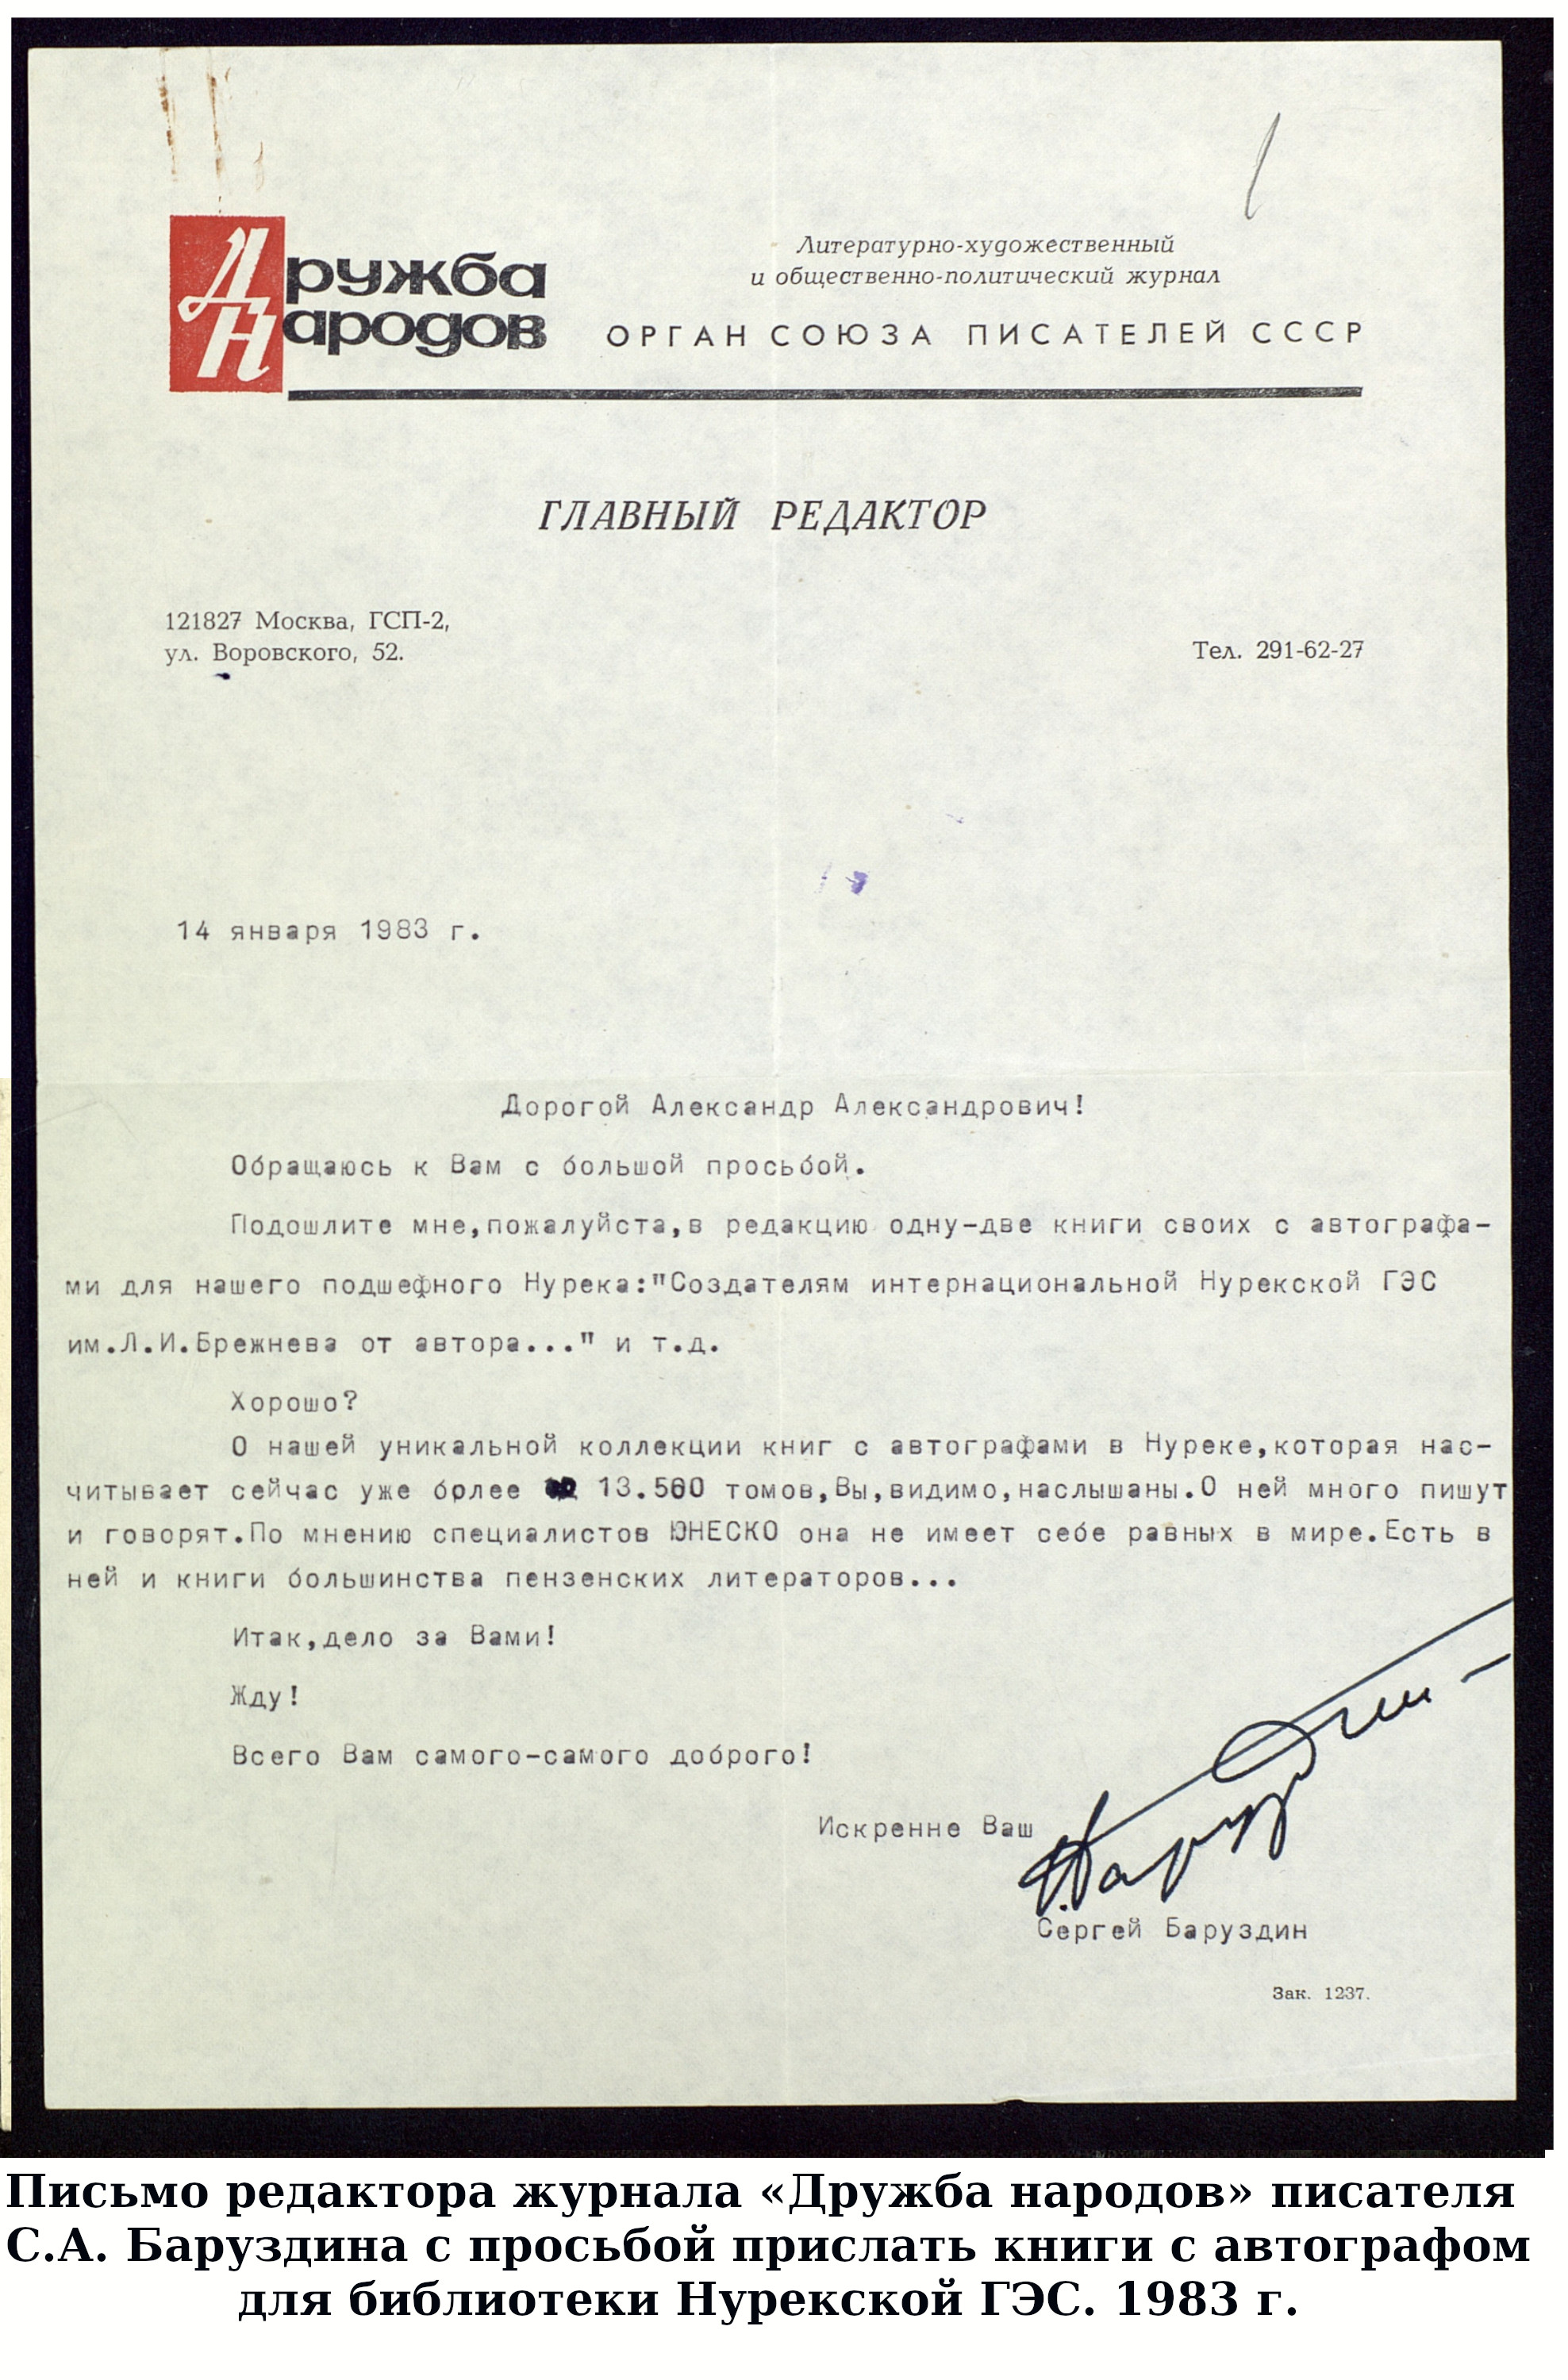 Дружба
Народов
Литературно-художественный
и общественно-политический журнал
ОРГАН СОЮЗА ПИСАТЕЛЕЙ СССР
ГЛАВНЫЙ РЕДАКТОР
121827 Москва, ГСП-2,
ул. Воровского, 52.
Тел. 291-62-27
14 января 1983 г.
Дорогой Александр Александрович!
Обращаюсь к Вам с большой просьбой.
Подошлите мне,пожалуйста,в редакцию одну-две книги своих с автографа-
ми для нашего подшефного Нурека:"Создателям интернациональной Нурекской ГЭС
им.Л.И.Брежнева от автора..." и т.д.
Хорошо?
О нашей уникальной коллекции книг с автографами в Нуреке,которая нас-
читывает сейчас уже более 13.500 томов,Вы,видимо,наслышаны.О ней много пишут
и говорят.По мнению специалистов ЮНЕСКО она не имеет себе равных в мире.Есть в
ней и книги большинства пензенских литераторов...
Итак,дело за Вами!
Жду!
Всего Вам самого-самого доброго!
Искренне Ваш
Сергей Баруздин
Зак. 1237.
Письмо редактора журнала «Дружба народов» писателя
С.А. Баруздина с просьбой прислать книги с автографом
для библиотеки Нурекской ГЭС. 1983 г.